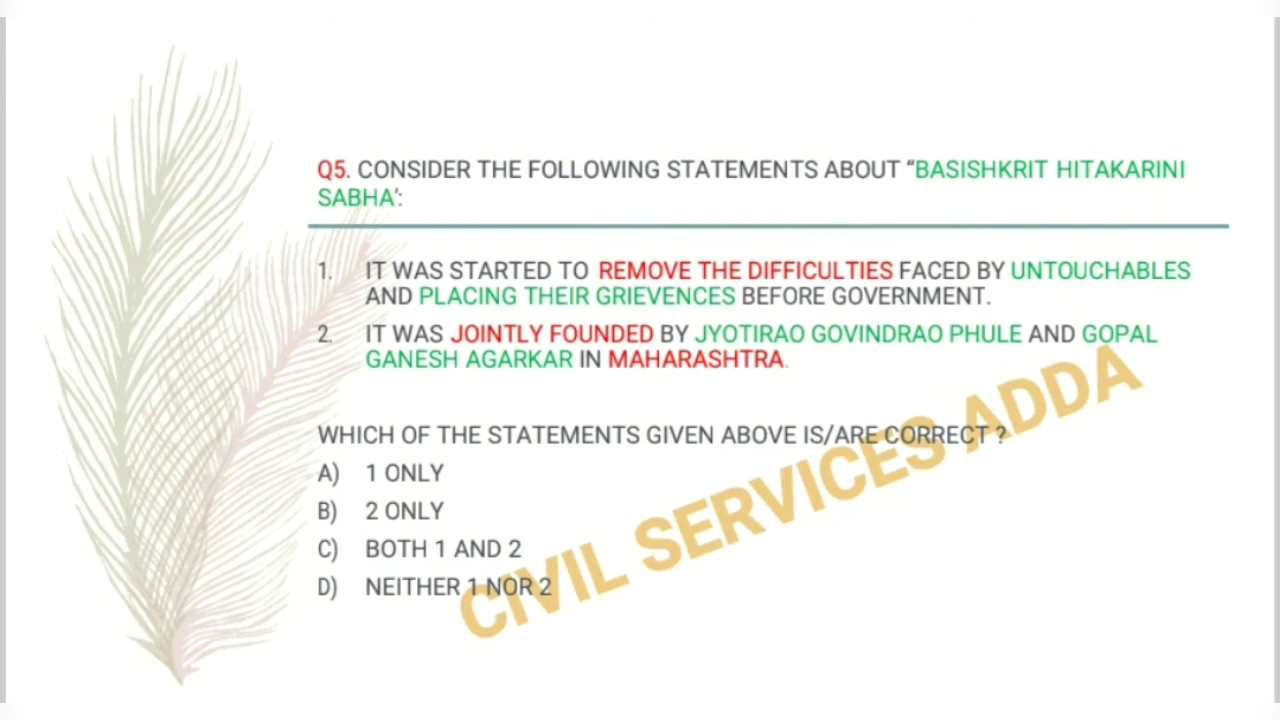 Q5. CONSIDER THE FOLLOWING STATEMENTS ABOUT “BASISHKRIT HITAKARINI
SABHA’:
1. IT WAS STARTED TO REMOVE THE DIFFICULTIES FACED BY UNTOUCHABLES
AND PLACING THEIR GRIEVENCES BEFORE GOVERNMENT.
2. IT WAS JOINTLY FOUNDED BY JYOTIRAO GOVINDRAO PHULE AND GOPAL
GANESH AGARKAR IN MAHARASHTRA.
WHICH OF THE STATEMENTS GIVEN ABOVE IS/ARE CORRECT ?
A) 1 ONLY
B) 2 ONLY
C) BOTH 1 AND 2
D) NEITHER 1 NOR 2
CIVIL SERVICES ADDA